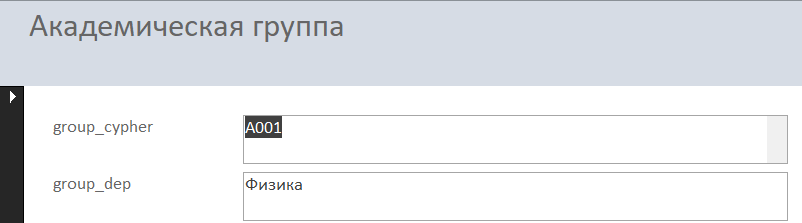 Академическая группа
group_cypher
A001
group_dep
Физика